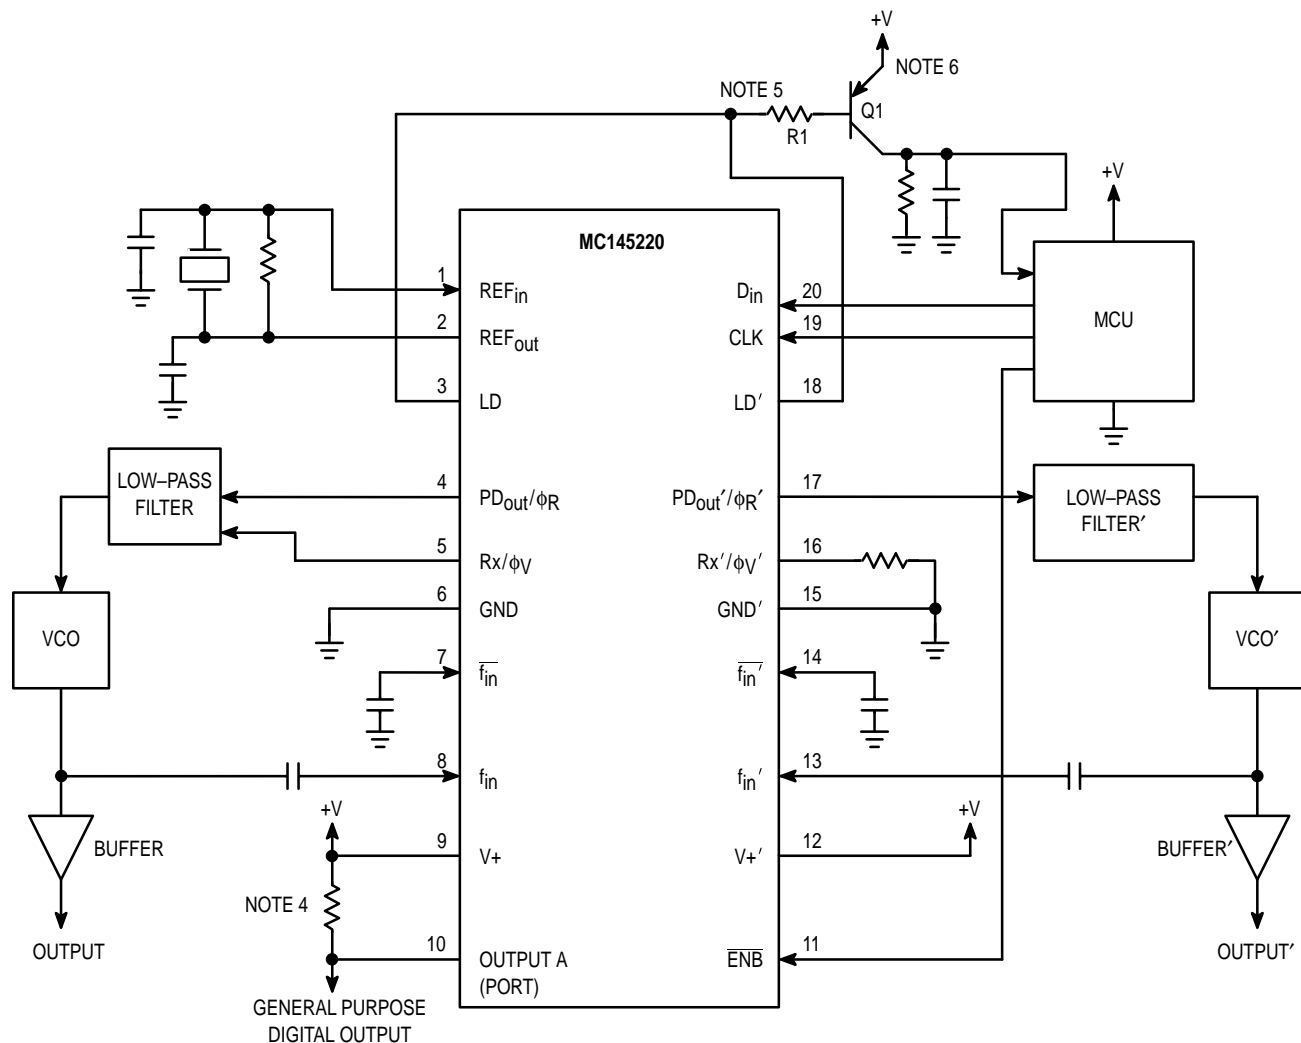 +V
NOTE 6
NOTE 5
Q1
R1
+V
MC145220
1
REFin
2
REFout
3
LD
Din
20
CLK
19
LD′
18
MCU
LOW–PASS
FILTER
4
PDout/ϕR
5
Rx/ϕV
6
GND
PDout′/ϕR′
17
Rx′/ϕV′
16
GND′
15
LOW–PASS
FILTER′
VCO
VCO′
7
fin
fin′
14
8
fin
fin′
13
+V
+V
BUFFER
9
V+
V+′
12
BUFFER′
NOTE 4
OUTPUT
10
OUTPUT A
(PORT)
ENB
11
OUTPUT′
GENERAL PURPOSE
DIGITAL OUTPUT